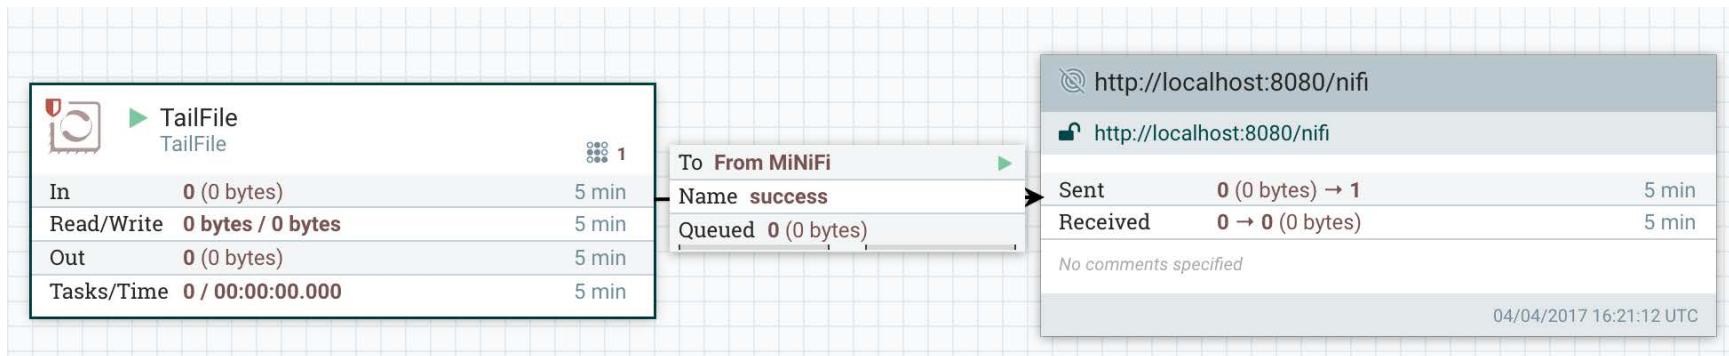 TailFile
TailFile
1
In 0 (0 bytes) 5 min
Read/Write 0 bytes / 0 bytes 5 min
Out 0 (0 bytes) 5 min
Tasks/Time 0 / 00:00:00.000 5 min
To From MiNiFi
Name success
Queued 0 (0 bytes)
http://localhost:8080/nifi
http://localhost:8080/nifi
Sent 0 (0 bytes) → 1 5 min
Received 0 → 0 (0 bytes) 5 min
No comments specified
04/04/2017 16:21:12 UTC